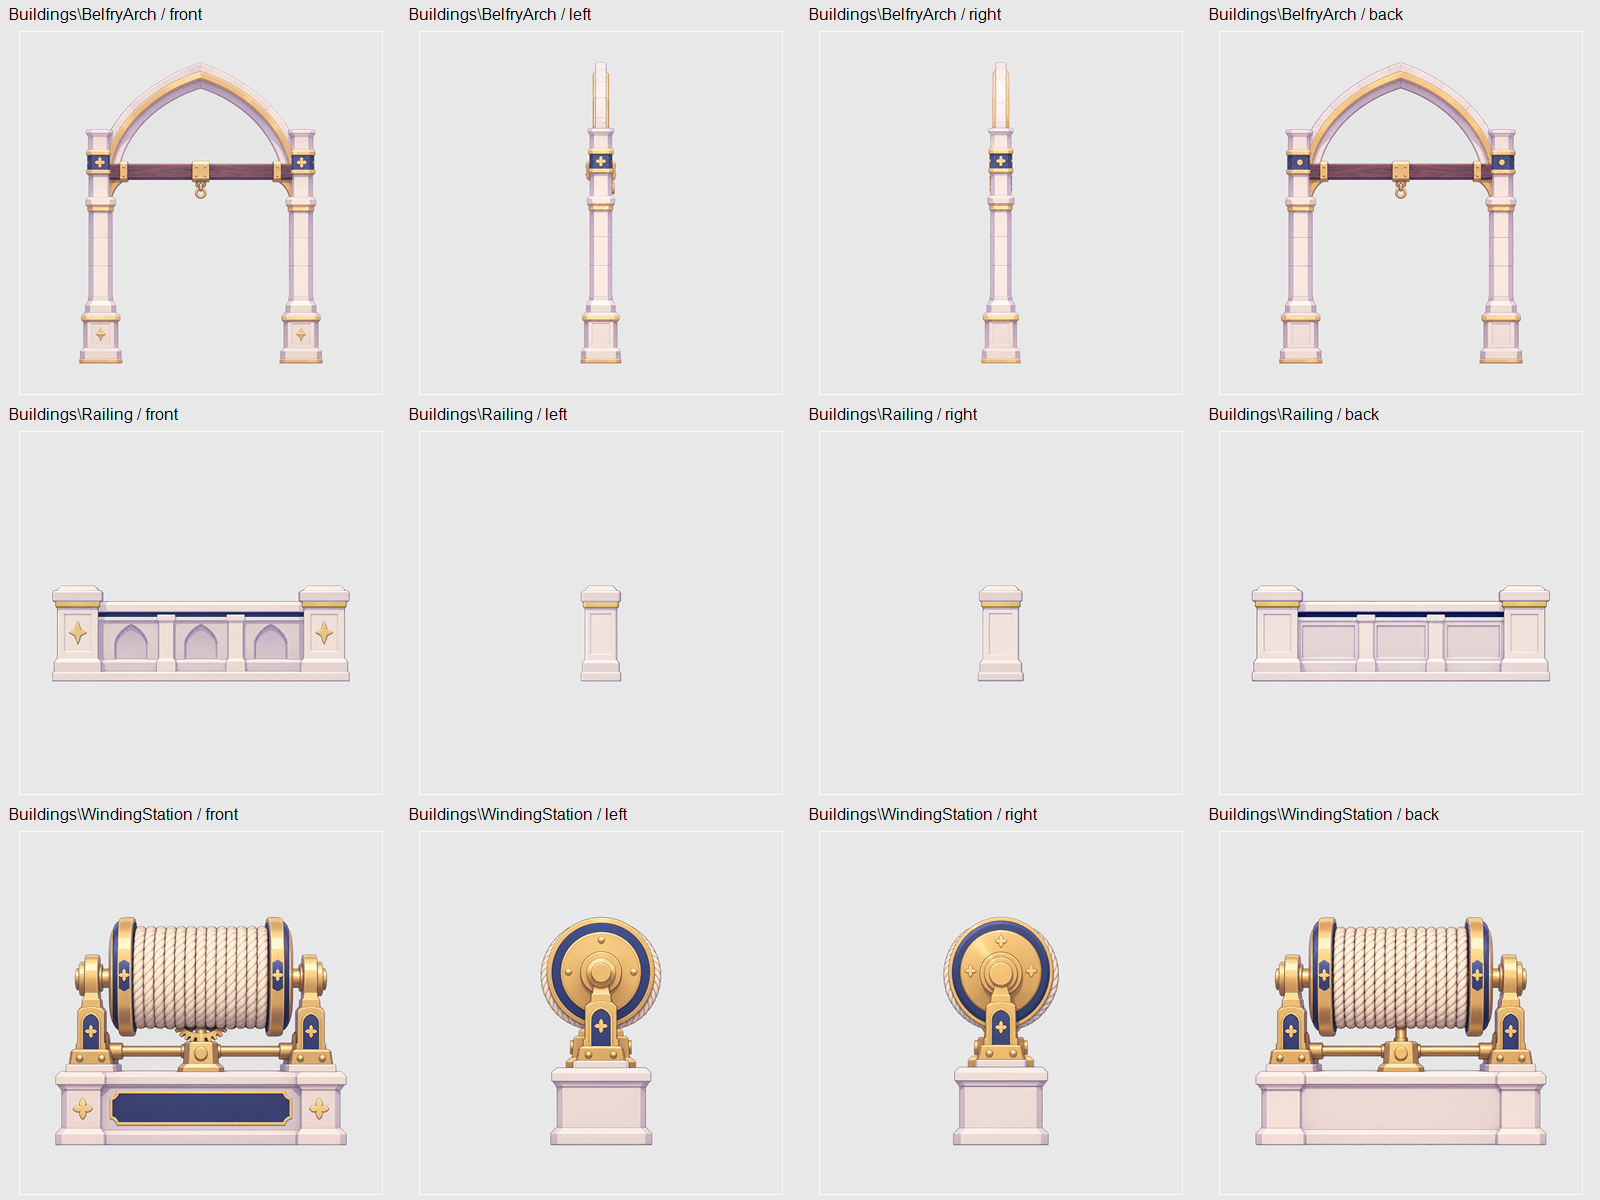 Buildings\BelfryArch / front
Buildings\BelfryArch / left
Buildings\BelfryArch / right
Buildings\BelfryArch / back
Buildings\Railing / front
Buildings\Railing / left
Buildings\Railing / right
Buildings\Railing / back
Buildings\WindingStation / front
Buildings\WindingStation / left
Buildings\WindingStation / right
Buildings\WindingStation / back